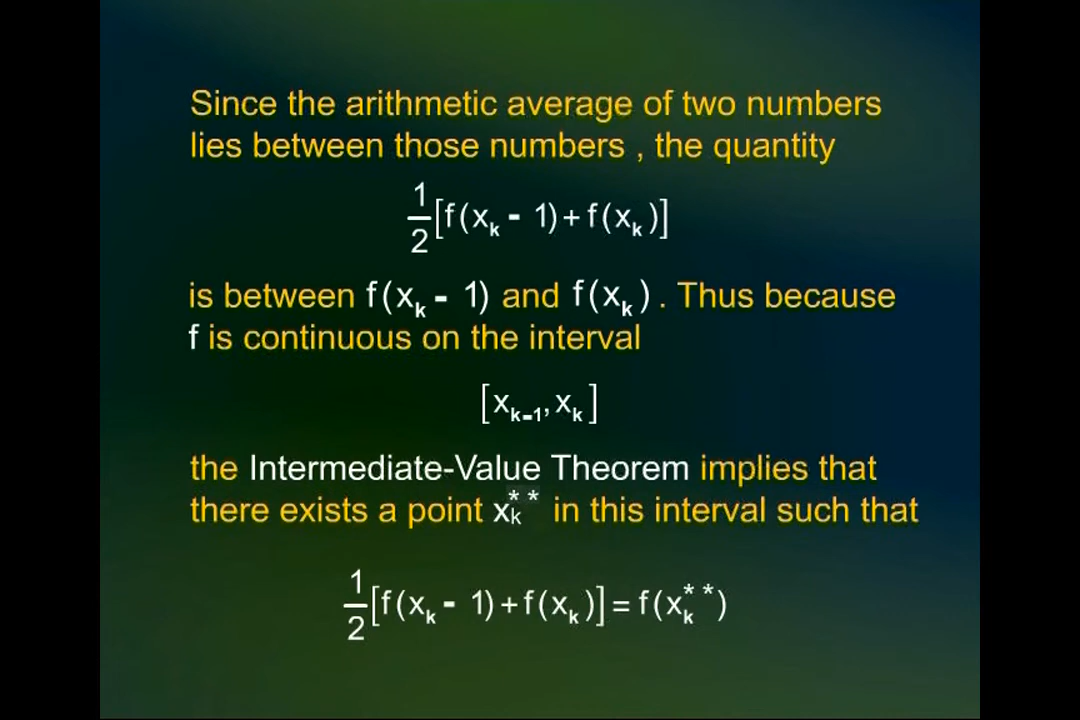 Since the arithmetic average of two numbers
lies between those numbers , the quantity
½[f(xₖ - 1)+f(xₖ)]
is between f(xₖ - 1) and f(xₖ) . Thus because
f is continuous on the interval
[xₖ₋₁, xₖ]
the Intermediate-Value Theorem implies that
there exists a point xₖ** in this interval such that
½[f(xₖ - 1)+f(xₖ)] = f(xₖ**)